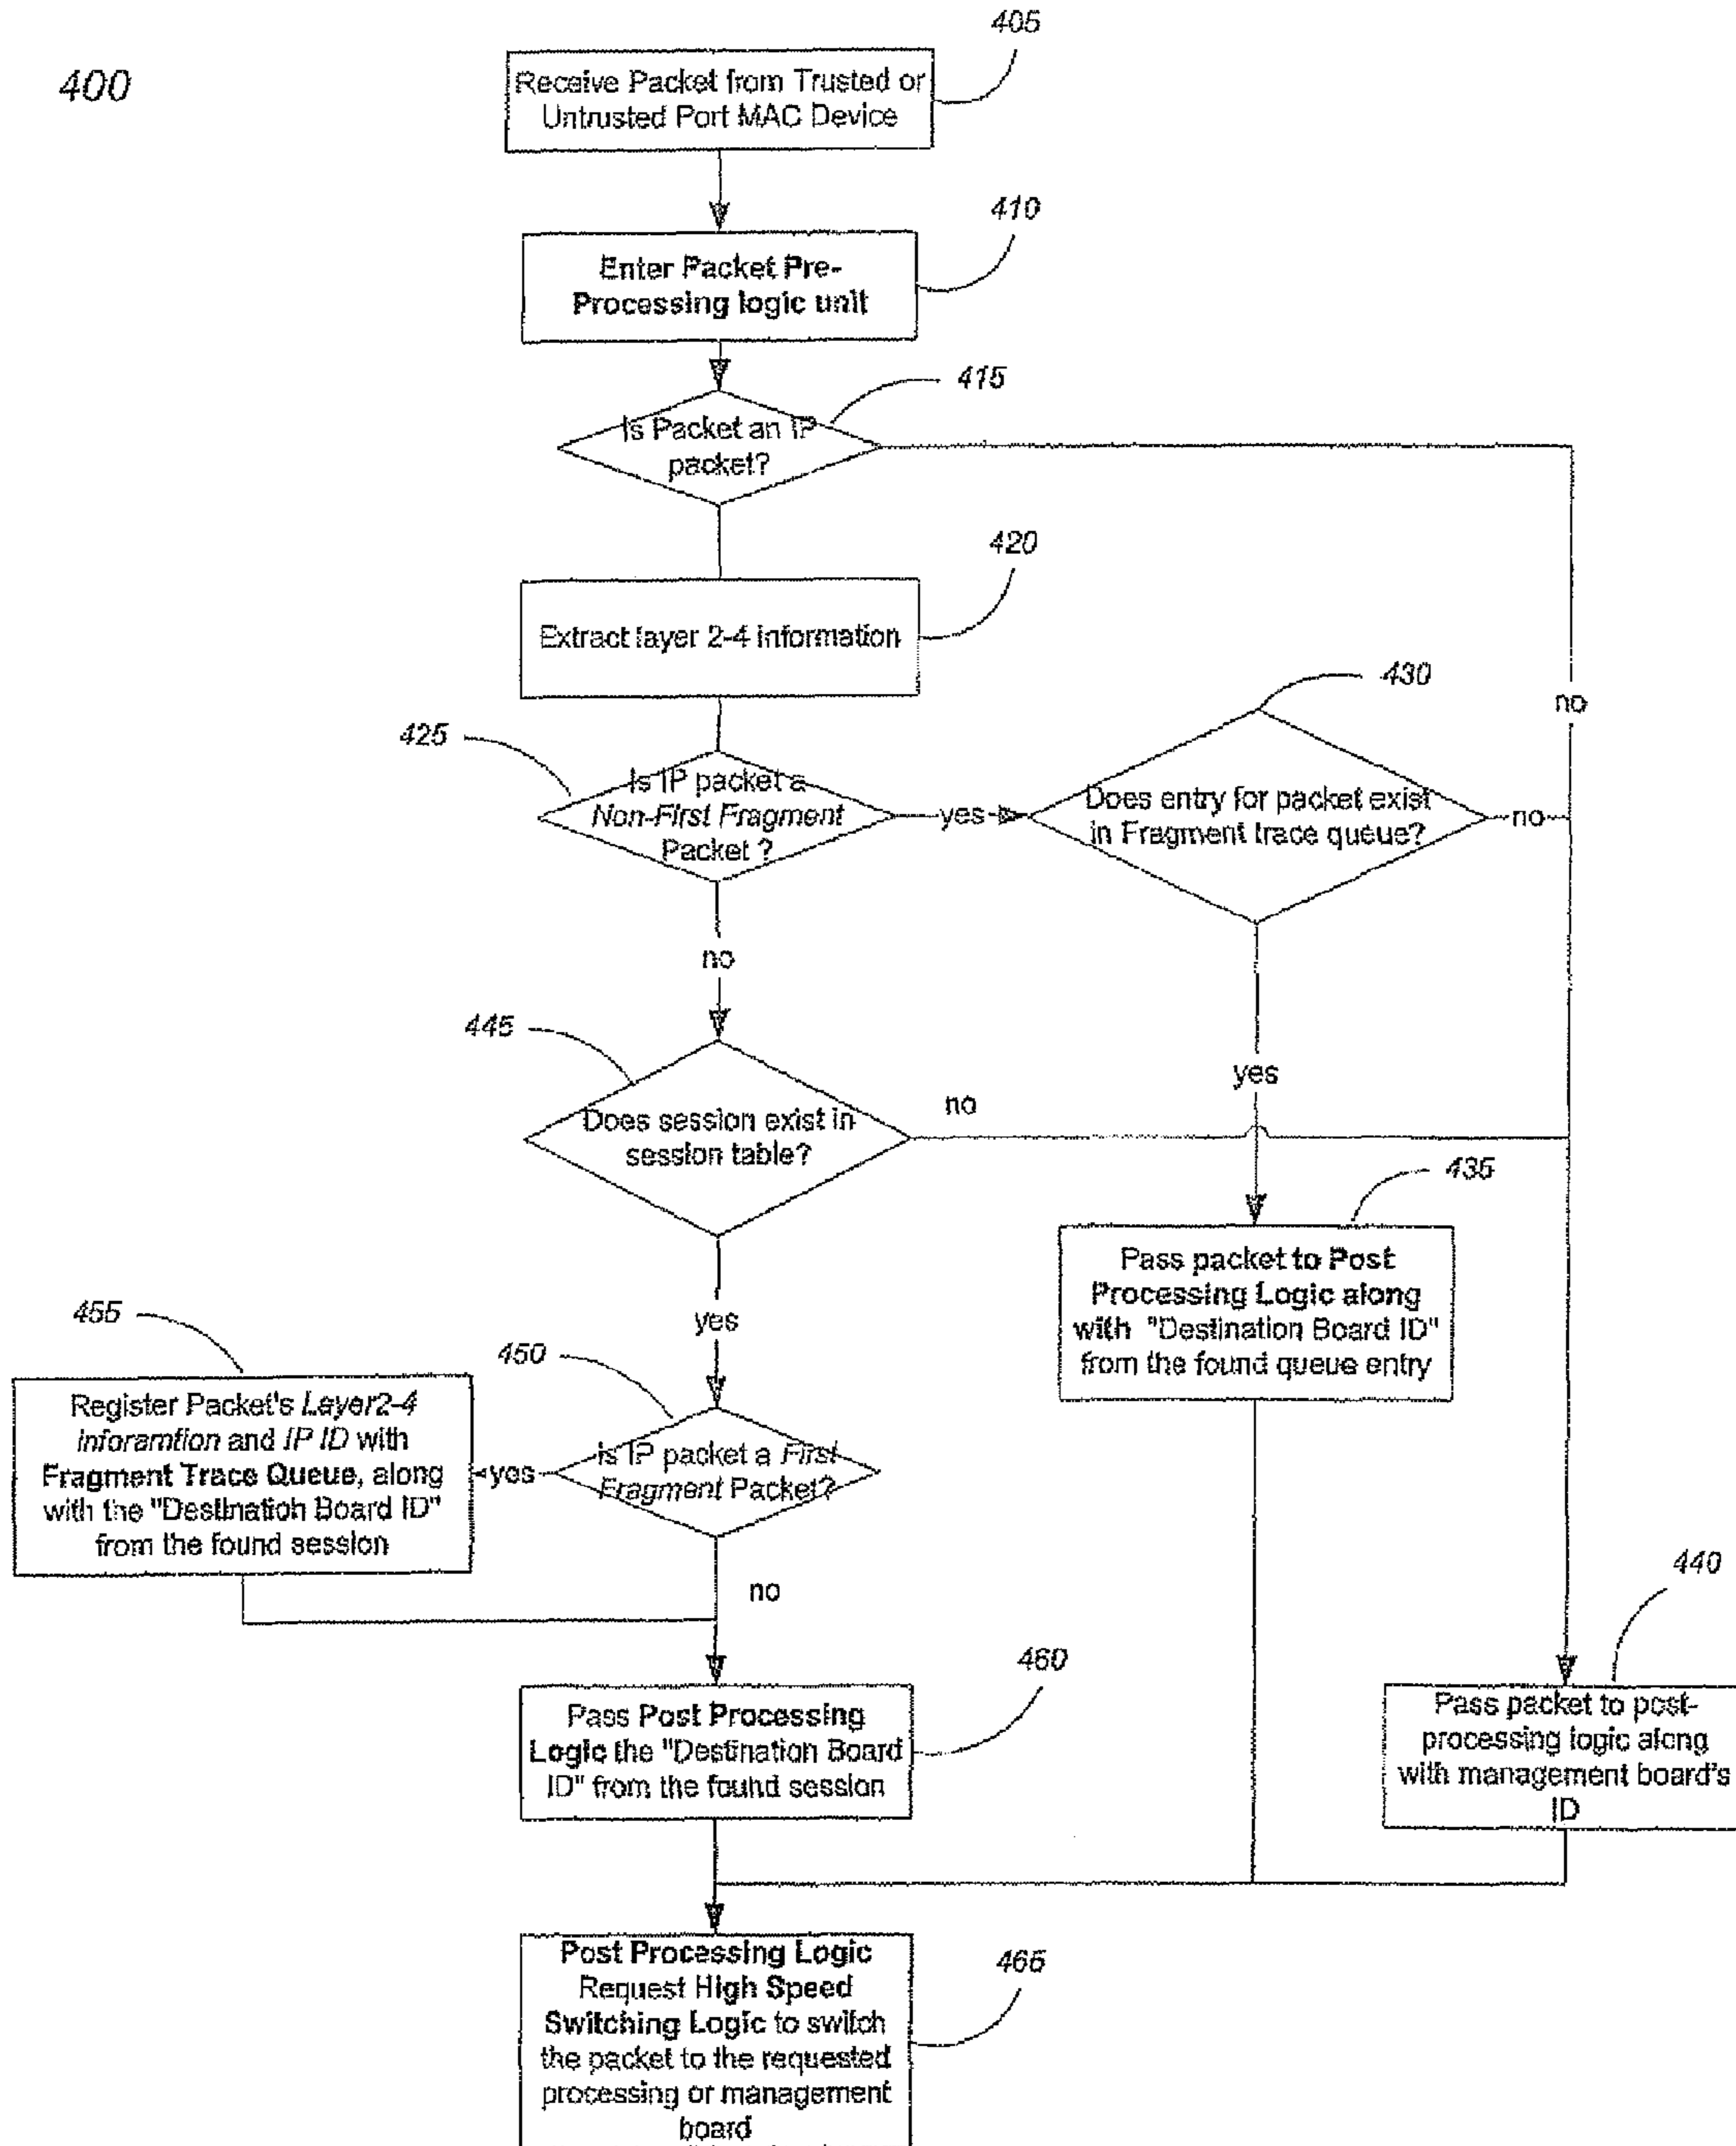 400
405
Receive Packet from Trusted or
Untrusted Port MAC Device
410
Enter Packet Pre-
Processing logic unit
415
Is Packet an IP
packet?
420
Extract layer 2-4 information
no
425
Is IP packet a
Non-First Fragment
Packet ?
yes
430
Does entry for packet exist
in Fragment trace queue?
no
no
yes
445
Does session exist in
session table?
no
435
Pass packet to Post
Processing Logic along
with "Destination Board ID"
from the found queue entry
yes
450
Is IP packet a First
Fragment Packet?
yes
455
Register Packet's Layer2-4
inforamtion and IP ID with
Fragment Trace Queue, along
with the "Destination Board ID"
from the found session
no
460
Pass Post Processing
Logic the "Destination Board
ID" from the found session
440
Pass packet to post-
processing logic along
with management board's
ID
465
Post Processing Logic
Request High Speed
Switching Logic to switch
the packet to the requested
processing or management
board